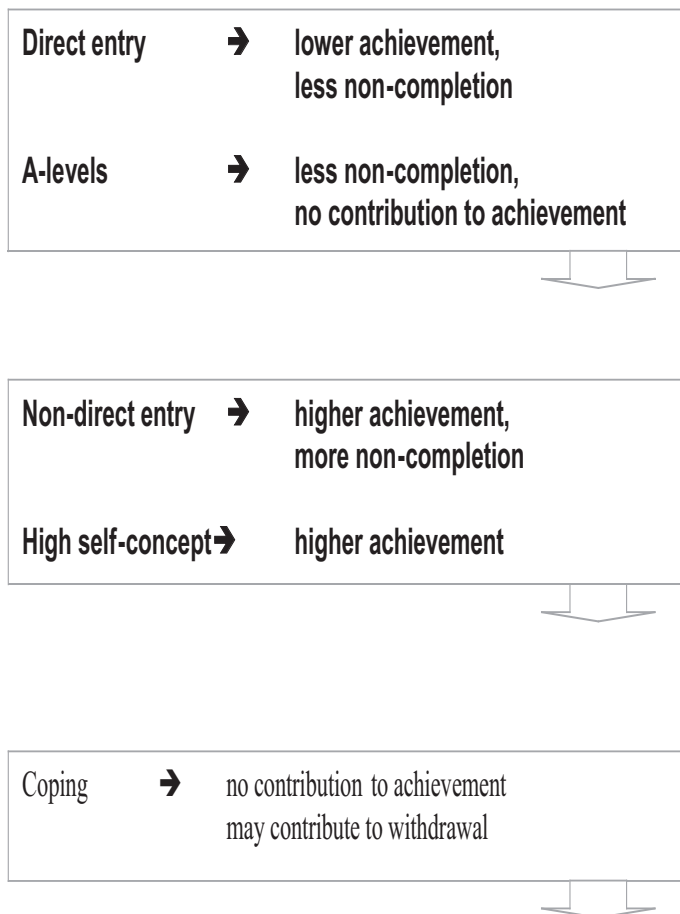 Direct entry ➔ lower achievement,
less non-completion
A-levels ➔ less non-completion,
no contribution to achievement
Non-direct entry ➔ higher achievement,
more non-completion
High self-concept ➔ higher achievement
Coping ➔ no contribution to achievement
may contribute to withdrawal